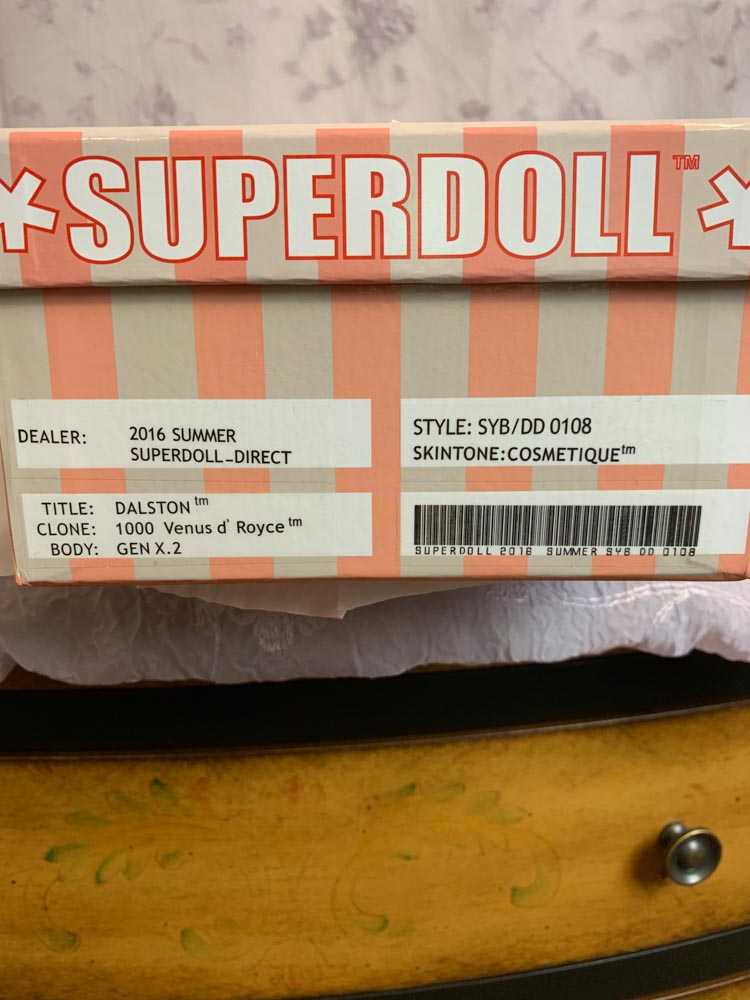 *SUPERDOLL™*
DEALER: 2016 SUMMER
SUPERDOLL_DIRECT
STYLE: SYB/DD 0108
SKINTONE:COSMETIQUE™
TITLE: DALSTON™
CLONE: 1000 Venus d' Royce™
BODY: GEN X.2
SUPERDOLL 2016 SUMMER SYB DD 0108